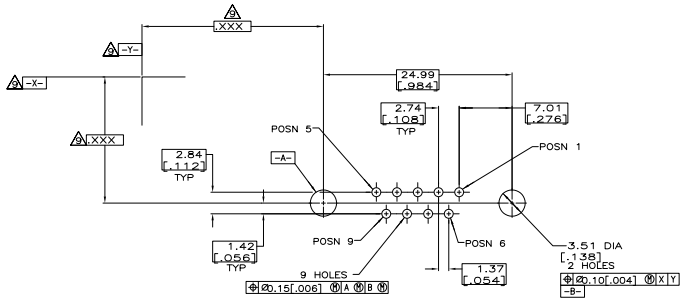 9
.XXX
9 -Y-
9 -X-
24.99
[.984]
2.74
[.108]
TYP
7.01
[.276]
9 .XXX
POSN 5
POSN 1
2.84
[.112]
TYP
-A-
1.42
[.056]
TYP
POSN 9
POSN 6
3.51 DIA
[.138]
2 HOLES
9 HOLES
1.37
[.054]
⌖ Ø0.15[.006] Ⓜ A Ⓜ B Ⓜ
⌖ Ø0.10[.004] Ⓜ X Y
-B-